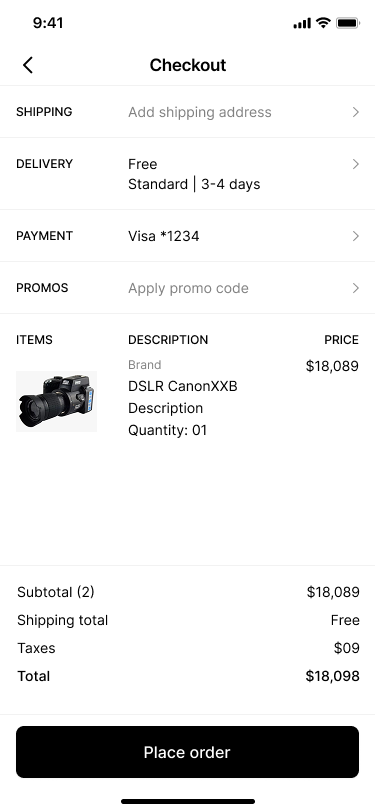 9:41
Checkout
SHIPPING Add shipping address
DELIVERY Free
Standard | 3-4 days
PAYMENT Visa *1234
PROMOS Apply promo code
ITEMS DESCRIPTION PRICE
Brand $18,089
DSLR CanonXXB
Description
Quantity: 01
Subtotal (2) $18,089
Shipping total Free
Taxes $09
Total $18,098
Place order